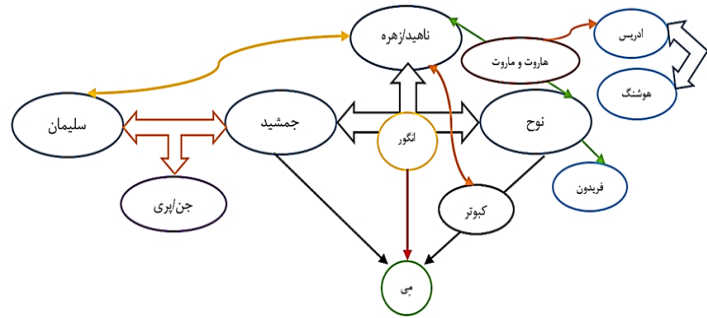 ناهید/زهره
ادریس
هاروت و ماروت
هوشنگ
سلیمان
جمشید
انگور
نوح
جن/پری
کبوتر
فریدون
می